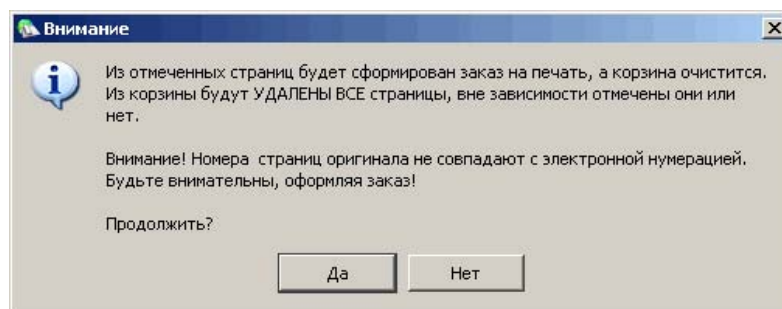 Внимание
Из отмеченных страниц будет сформирован заказ на печать, а корзина очистится.
Из корзины будут УДАЛЕНЫ ВСЕ страницы, вне зависимости отмечены они или
нет.
Внимание! Номера страниц оригинала не совпадают с электронной нумерацией.
Будьте внимательны, оформляя заказ!
Продолжить?
Да
Нет